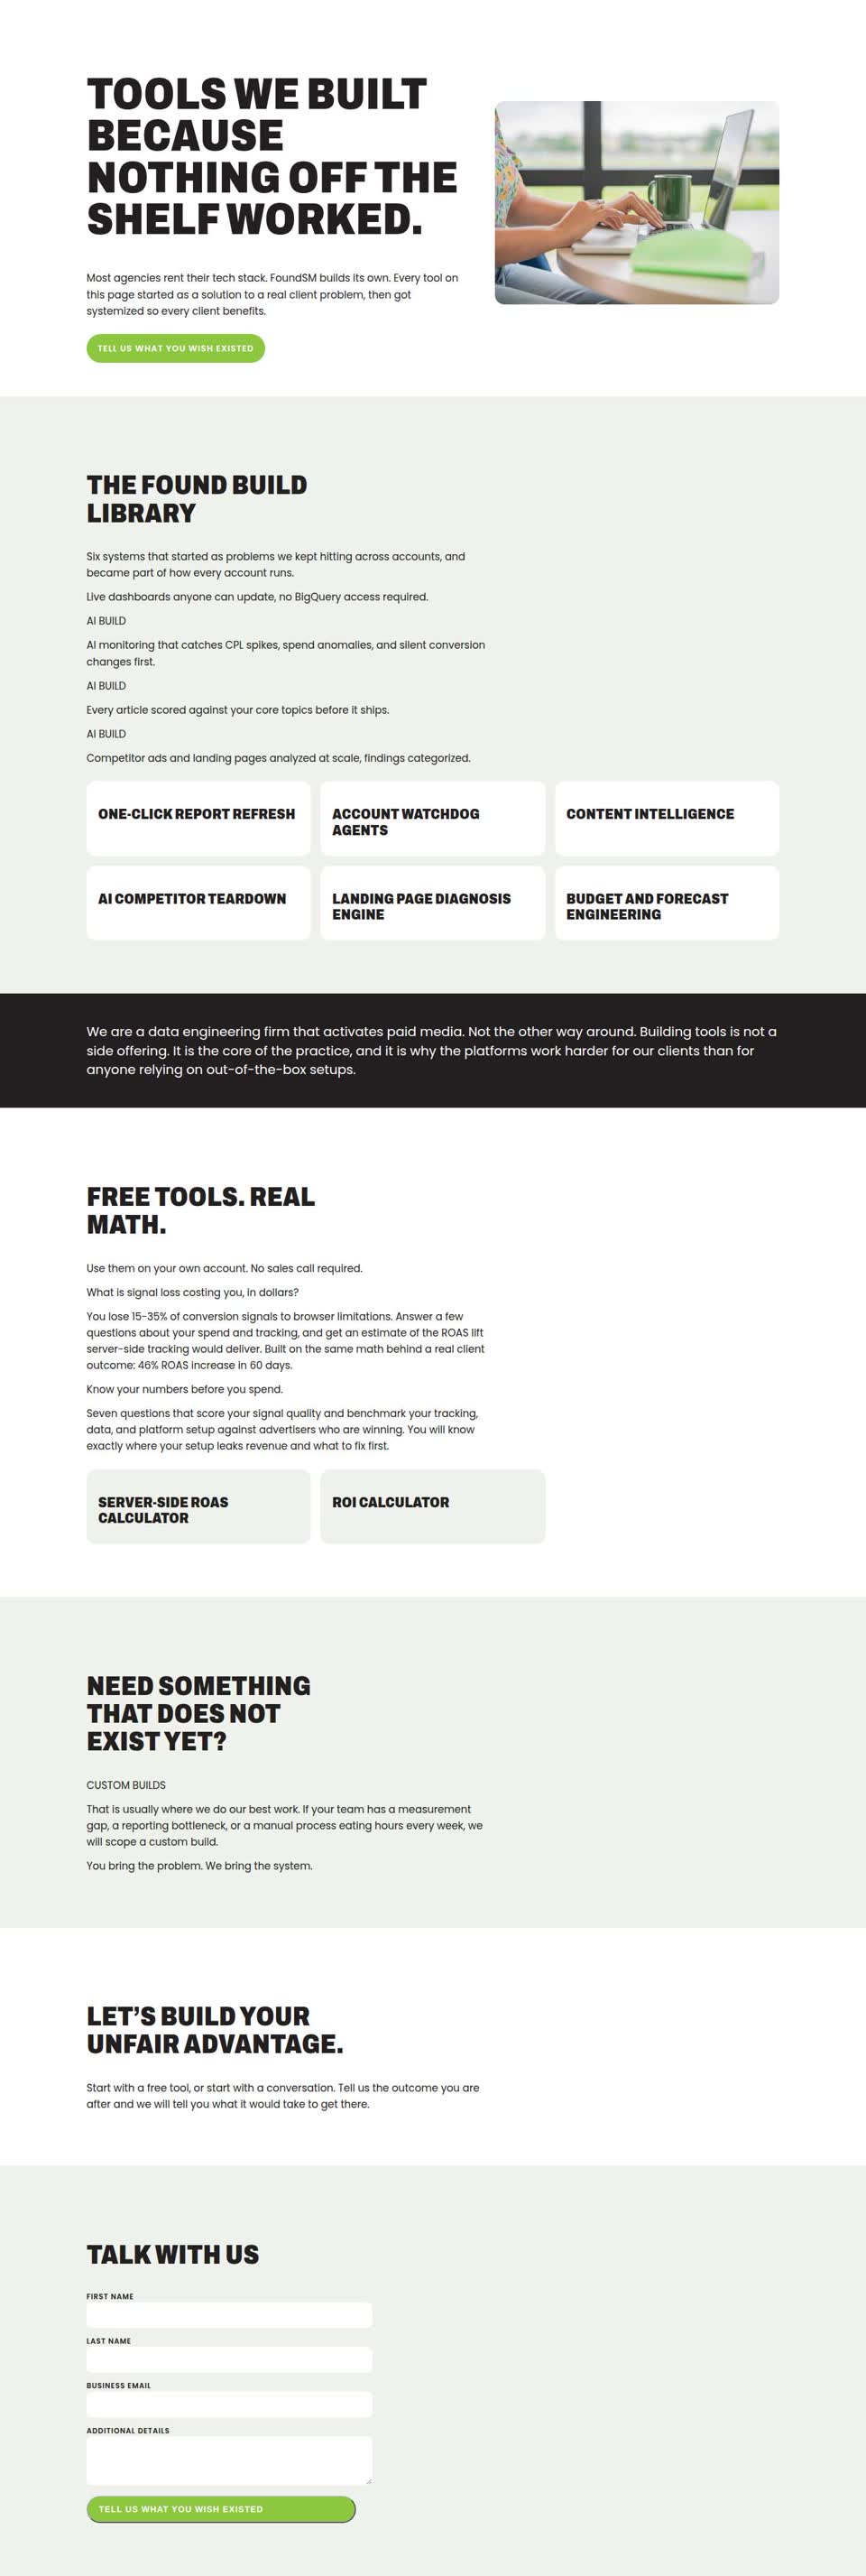 TOOLS WE BUILT
BECAUSE
NOTHING OFF THE
SHELF WORKED.
Most agencies rent their tech stack. FoundSM builds its own. Every tool on
this page started as a solution to a real client problem, then got
systemized so every client benefits.
TELL US WHAT YOU WISH EXISTED
THE FOUND BUILD
LIBRARY
Six systems that started as problems we kept hitting across accounts, and
became part of how every account runs.
Live dashboards anyone can update, no BigQuery access required.
AI BUILD
AI monitoring that catches CPL spikes, spend anomalies, and silent conversion
changes first.
AI BUILD
Every article scored against your core topics before it ships.
AI BUILD
Competitor ads and landing pages analyzed at scale, findings categorized.
ONE-CLICK REPORT REFRESH
ACCOUNT WATCHDOG
AGENTS
CONTENT INTELLIGENCE
AI COMPETITOR TEARDOWN
LANDING PAGE DIAGNOSIS
ENGINE
BUDGET AND FORECAST
ENGINEERING
We are a data engineering firm that activates paid media. Not the other way around. Building tools is not a
side offering. It is the core of the practice, and it is why the platforms work harder for our clients than for
anyone relying on out-of-the-box setups.
FREE TOOLS. REAL
MATH.
Use them on your own account. No sales call required.
What is signal loss costing you, in dollars?
You lose 15-35% of conversion signals to browser limitations. Answer a few
questions about your spend and tracking, and get an estimate of the ROAS lift
server-side tracking would deliver. Built on the same math behind a real client
outcome: 46% ROAS increase in 60 days.
Know your numbers before you spend.
Seven questions that score your signal quality and benchmark your tracking,
data, and platform setup against advertisers who are winning. You will know
exactly where your setup leaks revenue and what to fix first.
SERVER-SIDE ROAS
CALCULATOR
ROI CALCULATOR
NEED SOMETHING
THAT DOES NOT
EXIST YET?
CUSTOM BUILDS
That is usually where we do our best work. If your team has a measurement
gap, a reporting bottleneck, or a manual process eating hours every week, we
will scope a custom build.
You bring the problem. We bring the system.
LET’S BUILD YOUR
UNFAIR ADVANTAGE.
Start with a free tool, or start with a conversation. Tell us the outcome you are
after and we will tell you what it would take to get there.
TALK WITH US
FIRST NAME
LAST NAME
BUSINESS EMAIL
ADDITIONAL DETAILS
TELL US WHAT YOU WISH EXISTED